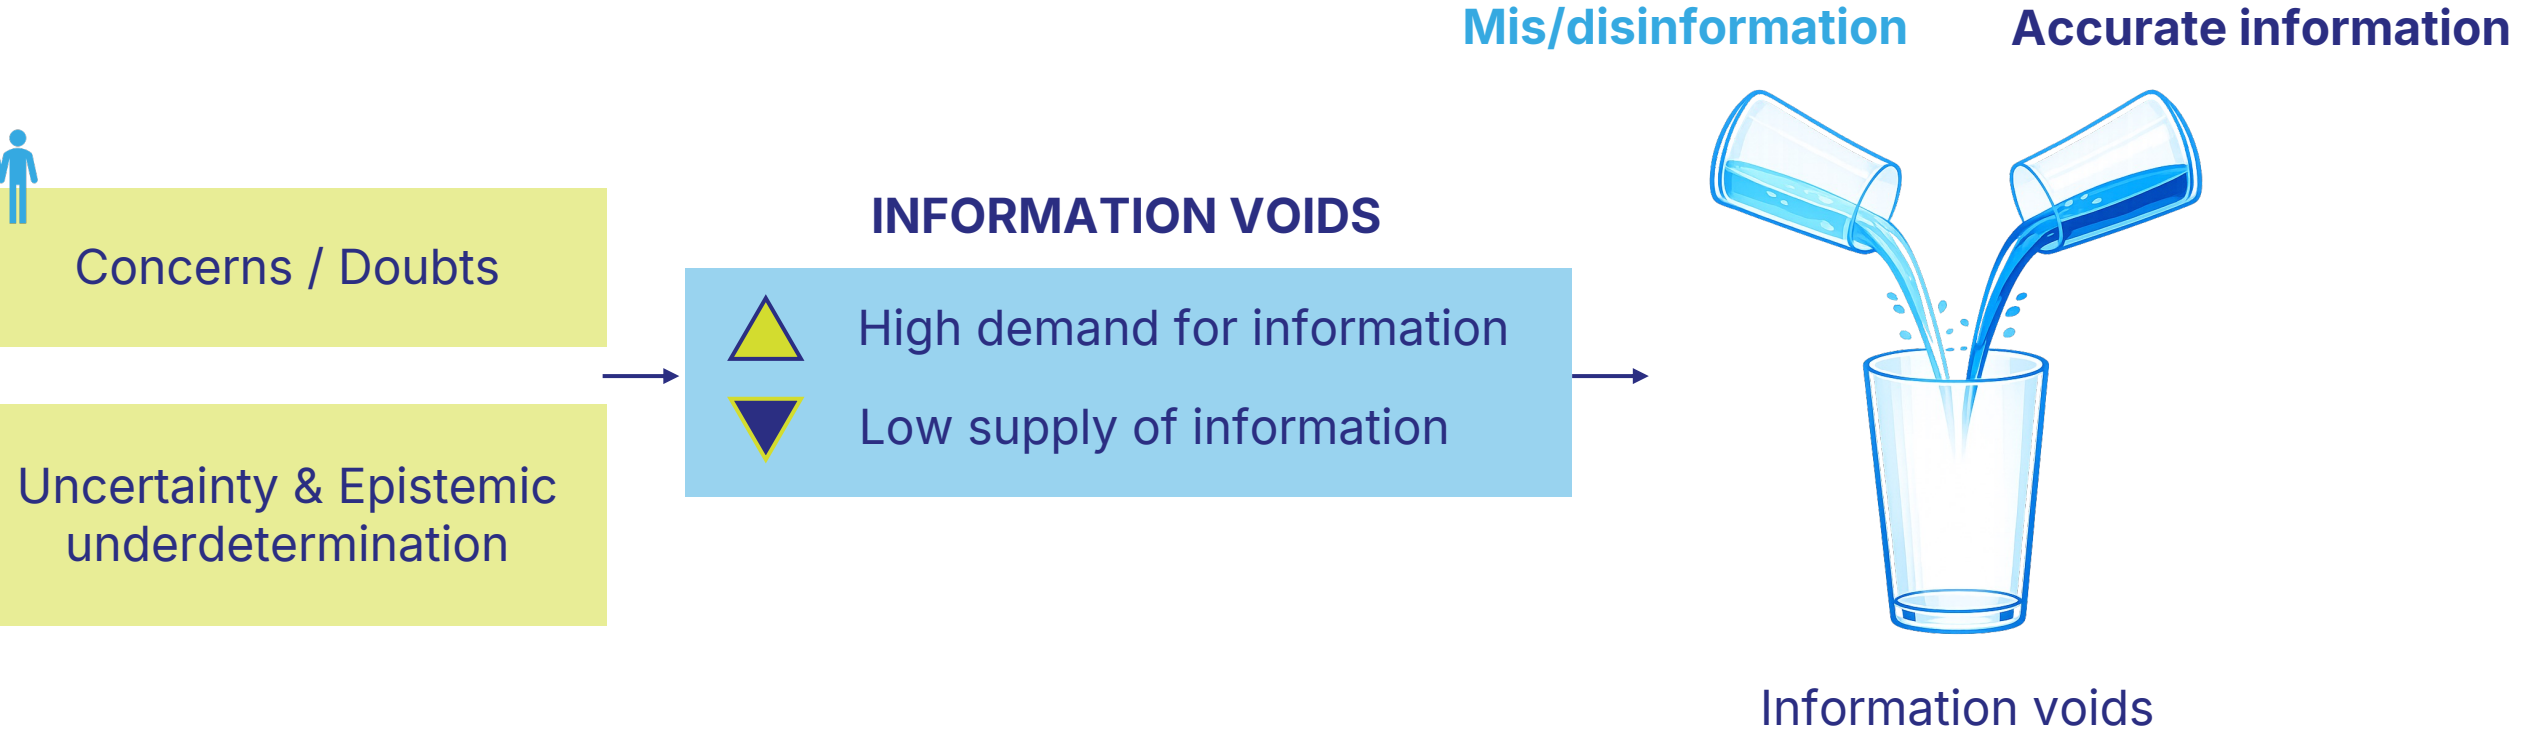 Mis/disinformation
Accurate information
Concerns / Doubts
Uncertainty & Epistemic
underdetermination
INFORMATION VOIDS
High demand for information
Low supply of information
Information voids